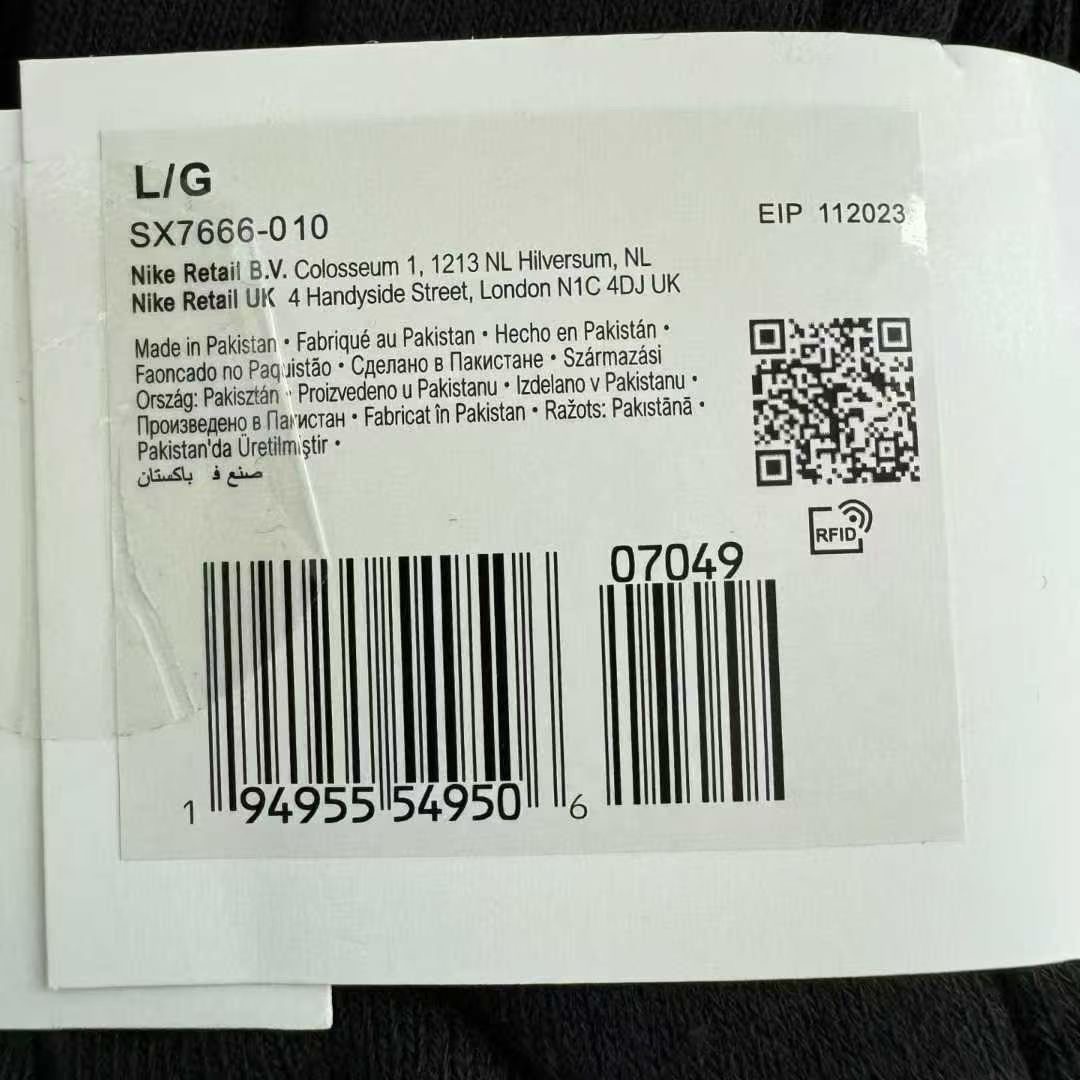 L/G
SX7666-010
EIP 112023
Nike Retail B.V. Colosseum 1, 1213 NL Hilversum, NL
Nike Retail UK 4 Handyside Street, London N1C 4DJ UK
Made in Pakistan • Fabriqué au Pakistan • Hecho en Pakistán •
Faoncado no Paquistão • Сделано в Пакистане • Származási
Ország: Pakisztán • Proizvedeno u Pakistanu • Izdelano v Pakistanu •
Произведено в Пакистан • Fabricat în Pakistan • Ražots: Pakistānā •
Pakistan'da Üretilmiştir •
صنع ف باكستان
RFID
07049
1 94955 54950 6